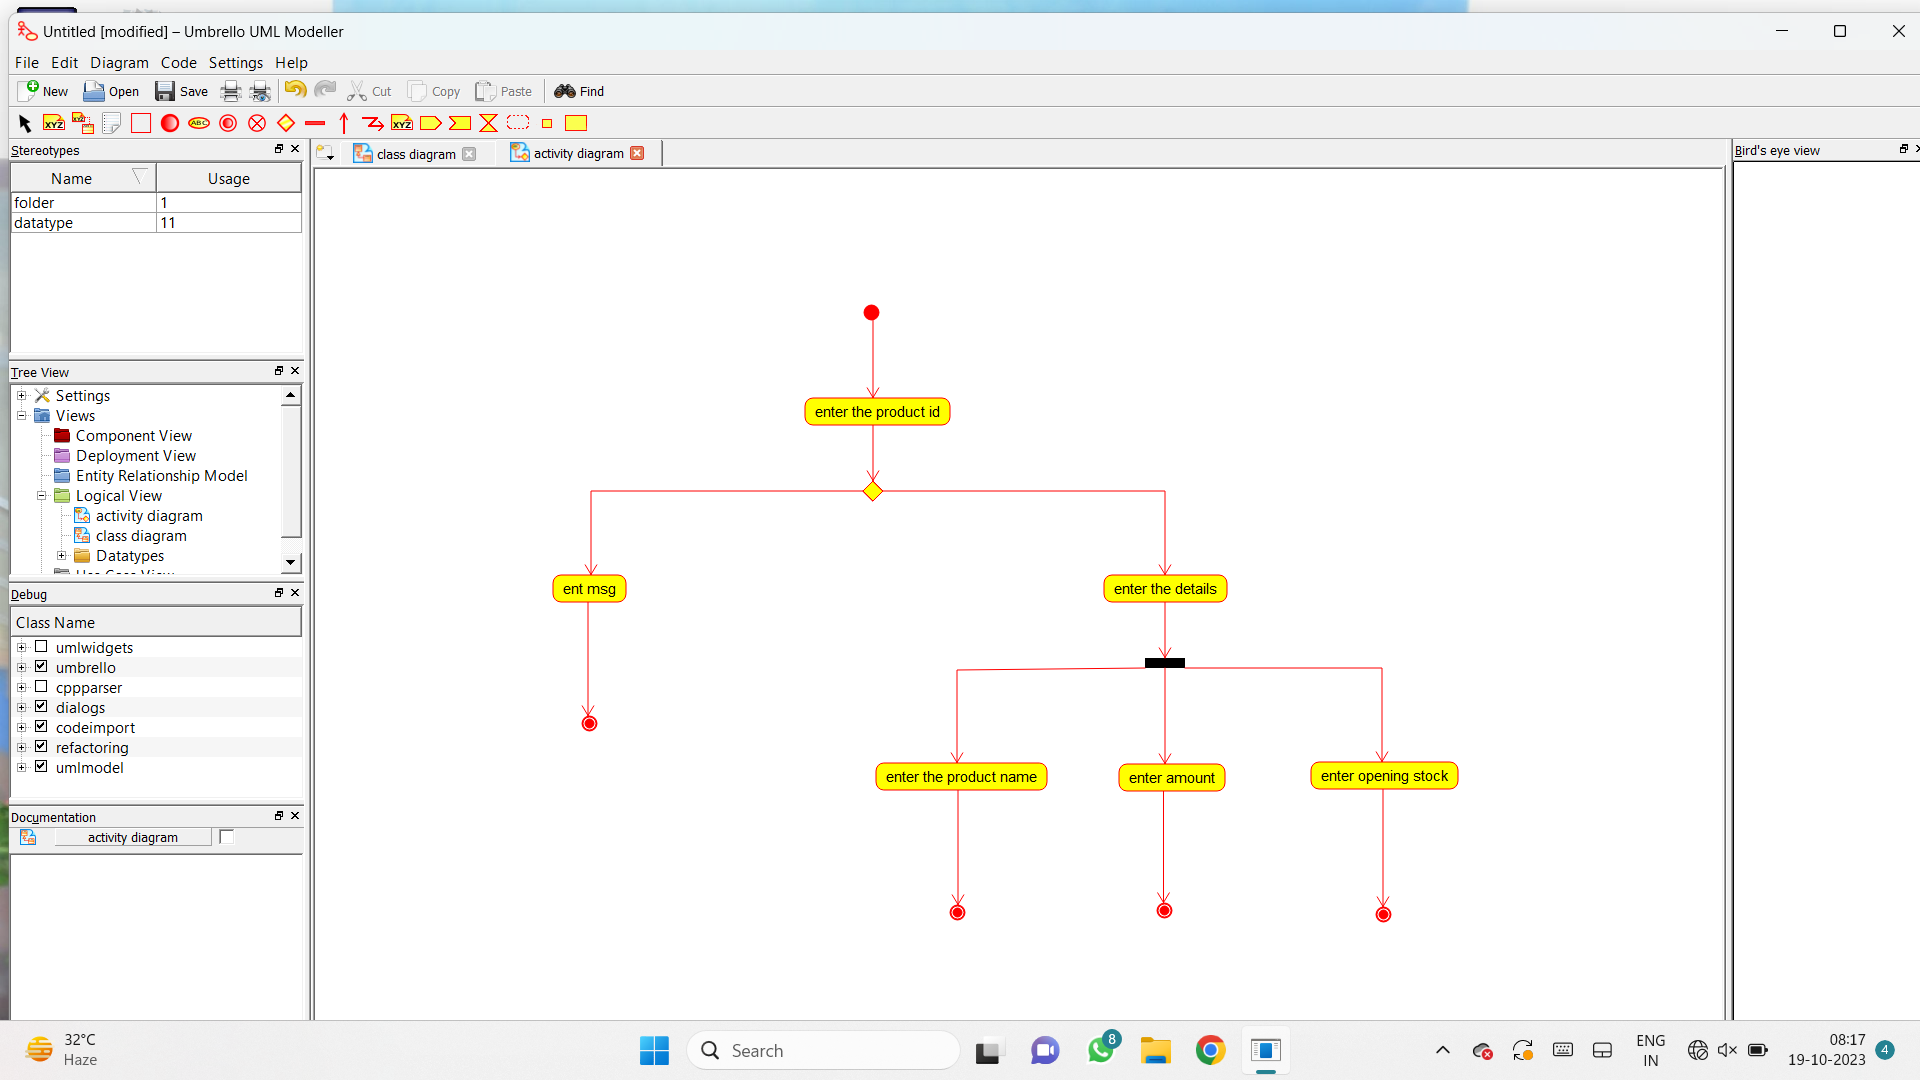 Untitled [modified] – Umbrello UML Modeller
File Edit Diagram Code Settings Help
New Open Save Cut Copy Paste Find
XYZ XYZ ABC XYZ
Stereotypes
Name Usage
folder 1
datatype 11
Tree View
Settings
Views
Component View
Deployment View
Entity Relationship Model
Logical View
activity diagram
class diagram
Datatypes
Debug
Class Name
umlwidgets
umbrello
cppparser
dialogs
codeimport
refactoring
umlmodel
Documentation
activity diagram
class diagram activity diagram
enter the product id
ent msg
enter the details
enter the product name
enter amount
enter opening stock
Bird's eye view
32°C
Haze
Search
8
ENG
IN
08:17
19-10-2023
4